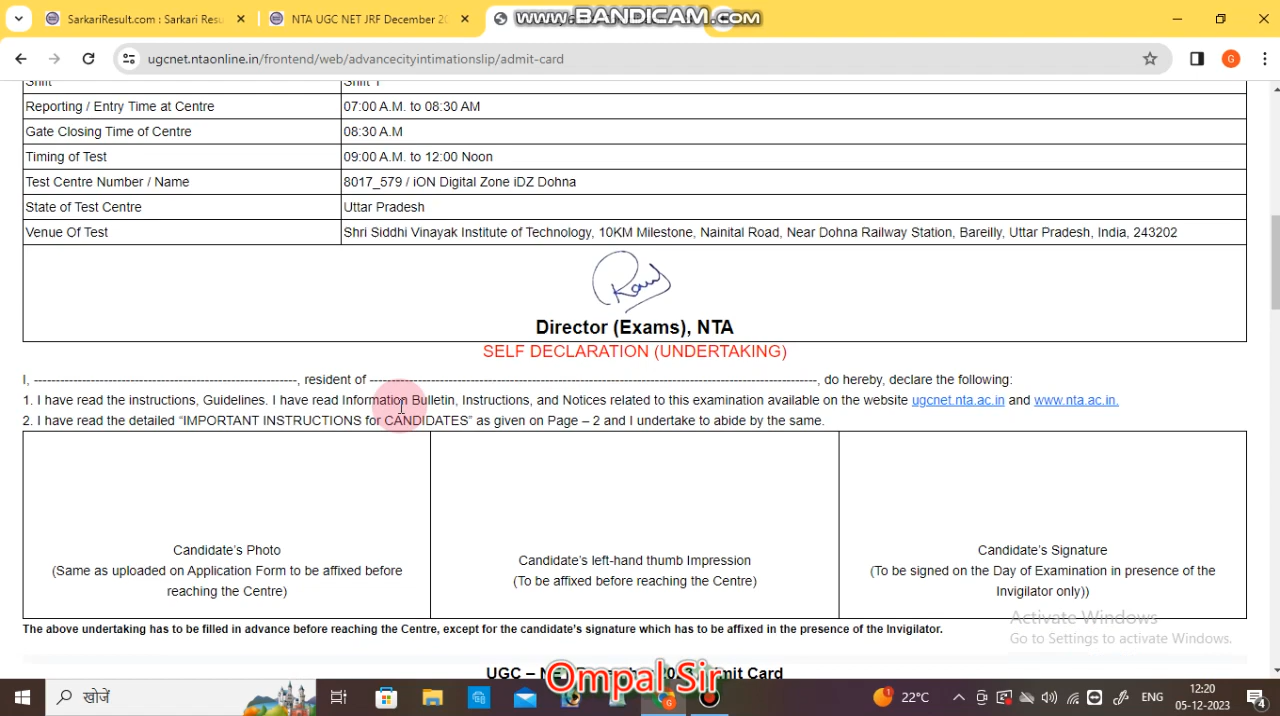 SarkariResult.com : Sarkari Resu
NTA UGC NET JRF December 20
www.BANDICAM.com
ugcnet.ntaonline.in/frontend/web/advancecityintimationslip/admit-card
G
Shift Shift 1
Reporting / Entry Time at Centre 07:00 A.M. to 08:30 AM
Gate Closing Time of Centre 08:30 A.M
Timing of Test 09:00 A.M. to 12:00 Noon
Test Centre Number / Name 8017_579 / iON Digital Zone iDZ Dohna
State of Test Centre Uttar Pradesh
Venue Of Test Shri Siddhi Vinayak Institute of Technology, 10KM Milestone, Nainital Road, Near Dohna Railway Station, Bareilly, Uttar Pradesh, India, 243202
Director (Exams), NTA
SELF DECLARATION (UNDERTAKING)
I, ------------------------------------------------------------, resident of ----------------------------------------------------------------------------------------------------, do hereby, declare the following:
1. I have read the instructions, Guidelines. I have read Information Bulletin, Instructions, and Notices related to this examination available on the website ugcnet.nta.ac.in and www.nta.ac.in.
2. I have read the detailed “IMPORTANT INSTRUCTIONS for CANDIDATES” as given on Page – 2 and I undertake to abide by the same.
Candidate’s Photo
(Same as uploaded on Application Form to be affixed before
reaching the Centre)
Candidate’s left-hand thumb Impression
(To be affixed before reaching the Centre)
Candidate’s Signature
(To be signed on the Day of Examination in presence of the
Invigilator only))
The above undertaking has to be filled in advance before reaching the Centre, except for the candidate’s signature which has to be affixed in the presence of the Invigilator.
Activate Windows
Go to Settings to activate Windows.
UGC – NET December 2023 Admit Card
Ompal Sir
खोजें
22°C
ENG
12:20
05-12-2023
4